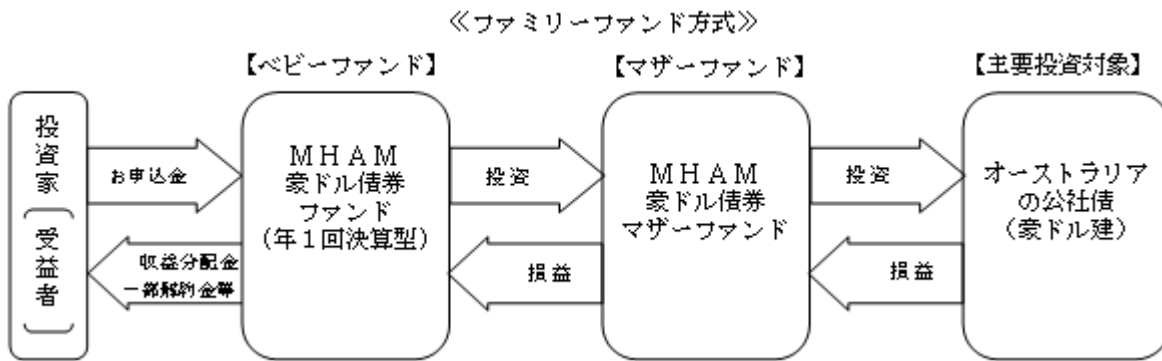 ≪ファミリーファンド方式≫
【ベビーファンド】
【マザーファンド】
【主要投資対象】
投資家
(受益者)
お申込金
収益分配金
一部解約金等
ＭＨＡＭ
豪ドル債券
ファンド
(年１回決算型)
投資
損益
ＭＨＡＭ
豪ドル債券
マザーファンド
投資
損益
オーストラリア
の公社債
(豪ドル建)